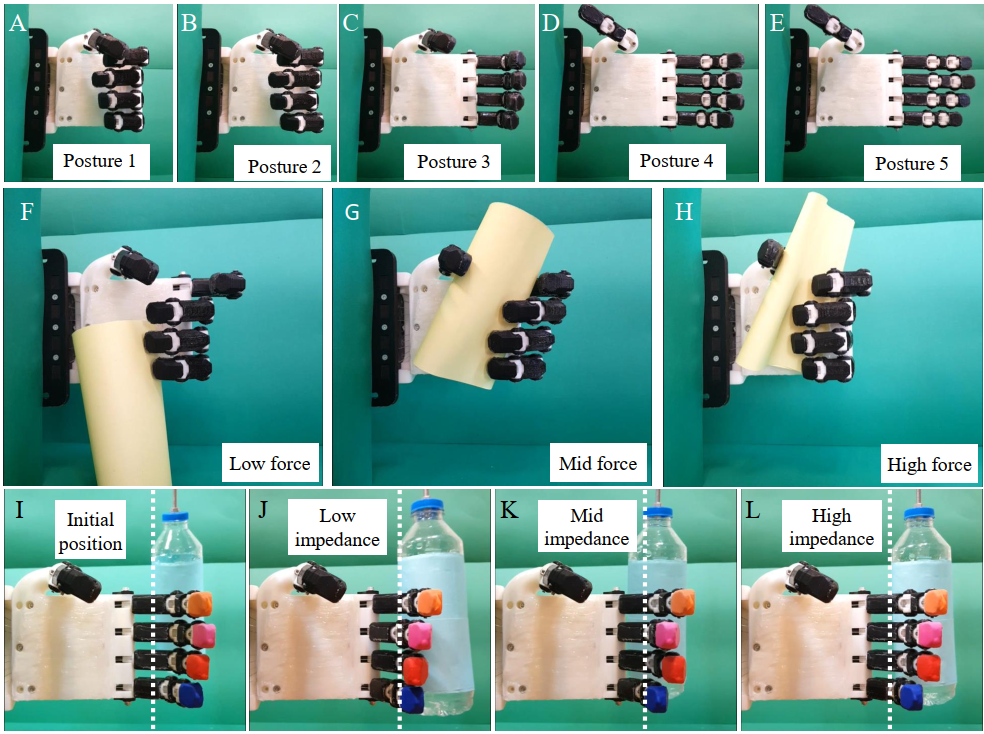 A
B
C
D
E
Posture 1
Posture 2
Posture 3
Posture 4
Posture 5
F
G
H
Low force
Mid force
High force
I
Initial
position
J
Low
impedance
K
Mid
impedance
L
High
impedance